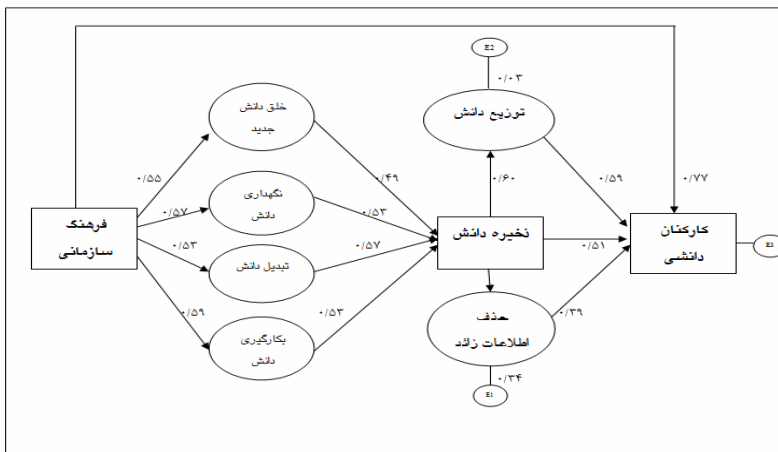 E2
۰/۰۳
خلق دانش
جدید
توزیع دانش
۰/۵۵
۰/۴۹
۰/۵۹
۰/۷۷
۰/۶۰
نگهداری
دانش
۰/۵۷
۰/۵۳
فرهنگ
سازمانی
ذخیره دانش
کارکنان
دانشی
E3
۰/۵۳
تبدیل دانش
۰/۵۷
۰/۵۱
۰/۵۹
بکارگیری
دانش
۰/۵۳
حذف
اطلاعات زائد
۰/۳۹
۰/۳۴
E1